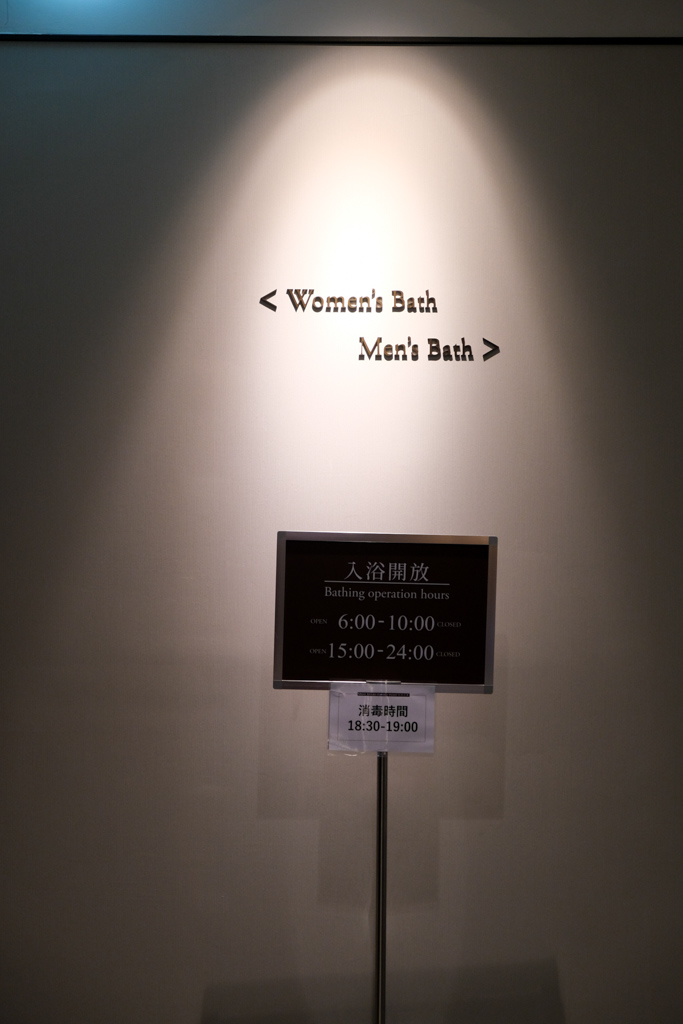 < Women's Bath
Men's Bath >
入浴開放
Bathing operation hours
OPEN 6:00-10:00 CLOSED
OPEN 15:00-24:00 CLOSED
消毒時間
18:30-19:00